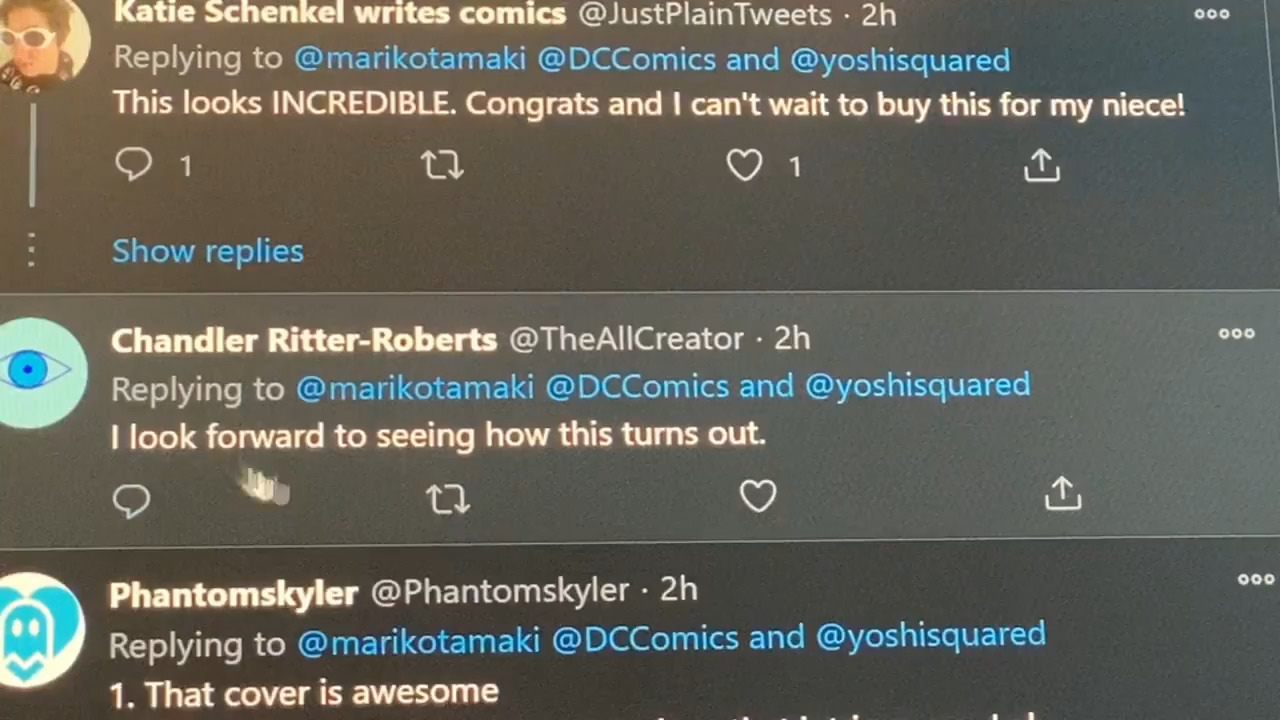 Katie Schenkel writes comics @JustPlainTweets · 2h
Replying to @marikotamaki @DCComics and @yoshisquared
This looks INCREDIBLE. Congrats and I can't wait to buy this for my niece!
1 1
Show replies
Chandler Ritter-Roberts @TheAllCreator · 2h
Replying to @marikotamaki @DCComics and @yoshisquared
I look forward to seeing how this turns out.
Phantomskyler @Phantomskyler · 2h
Replying to @marikotamaki @DCComics and @yoshisquared
1. That cover is awesome